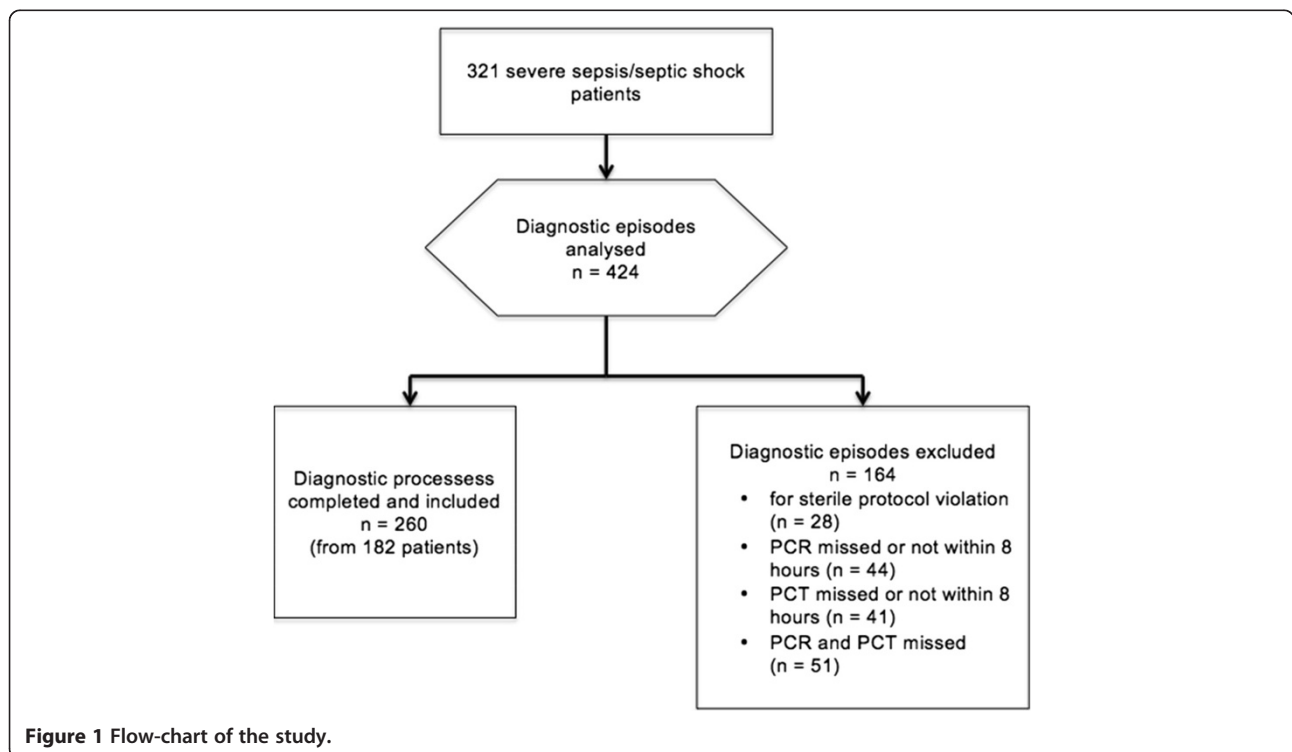 321 severe sepsis/septic shock
patients
Diagnostic episodes
analysed
n = 424
Diagnostic processess
completed and included
n = 260
(from 182 patients)
Diagnostic episodes excluded
n = 164
• for sterile protocol violation
(n = 28)
• PCR missed or not within 8
hours (n = 44)
• PCT missed or not within 8
hours (n = 41)
• PCR and PCT missed
(n = 51)
Figure 1 Flow-chart of the study.